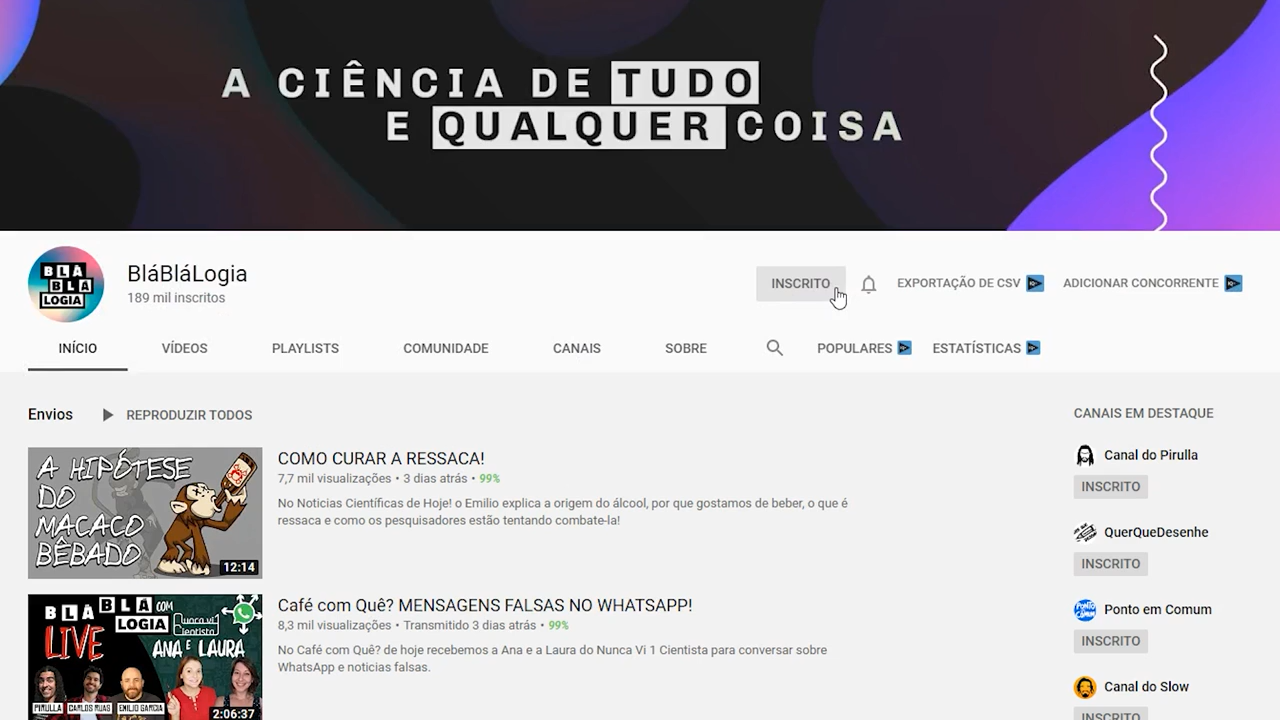 A CIÊNCIA DE TUDO
E QUALQUER COISA
BLÁ
BLÁ
LOGIA
BláBláLogia
189 mil inscritos
INSCRITO
EXPORTAÇÃO DE CSV
ADICIONAR CONCORRENTE
INÍCIO
VÍDEOS
PLAYLISTS
COMUNIDADE
CANAIS
SOBRE
POPULARES
ESTATÍSTICAS
Envios
REPRODUZIR TODOS
A HIPÓTESE
DO
MACACO
BÊBADO
12:14
COMO CURAR A RESSACA!
7,7 mil visualizações • 3 dias atrás • 99%
No Noticias Científicas de Hoje! o Emilio explica a origem do álcool, por que gostamos de beber, o que é
ressaca e como os pesquisadores estão tentando combate-la!
BLÁ BLÁ COM
LOGIA
LIVE
ANA E LAURA
PIRULLA
CARLOS RUAS
EMILIO GARCIA
2:06:37
Café com Quê? MENSAGENS FALSAS NO WHATSAPP!
8,3 mil visualizações • Transmitido 3 dias atrás • 99%
No Café com Quê? de hoje recebemos a Ana e a Laura do Nunca Vi 1 Cientista para conversar sobre
WhatsApp e noticias falsas.
CANAIS EM DESTAQUE
Canal do Pirulla
INSCRITO
QuerQueDesenhe
INSCRITO
PONTO
COMUM
Ponto em Comum
INSCRITO
Canal do Slow
INSCRITO